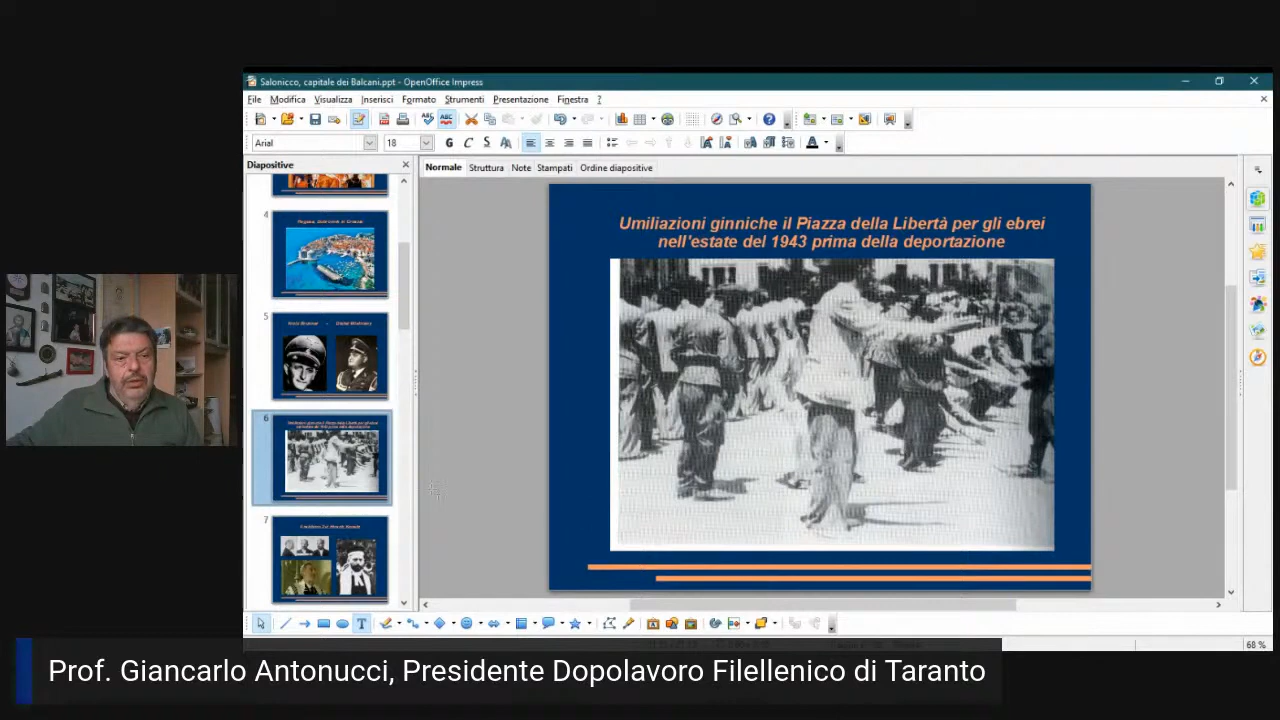 Salonicco, capitale dei Balcani.ppt - OpenOffice Impress
File Modifica Visualizza Inserisci Formato Strumenti Presentazione Finestra ?
Arial 18 G C S A
Diapositive
Normale Struttura Note Stampati Ordine diapositive
4
5
6
7
Umiliazioni ginniche il Piazza della Libertà per gli ebrei
nell'estate del 1943 prima della deportazione
68 %
Prof. Giancarlo Antonucci, Presidente Dopolavoro Filellenico di Taranto